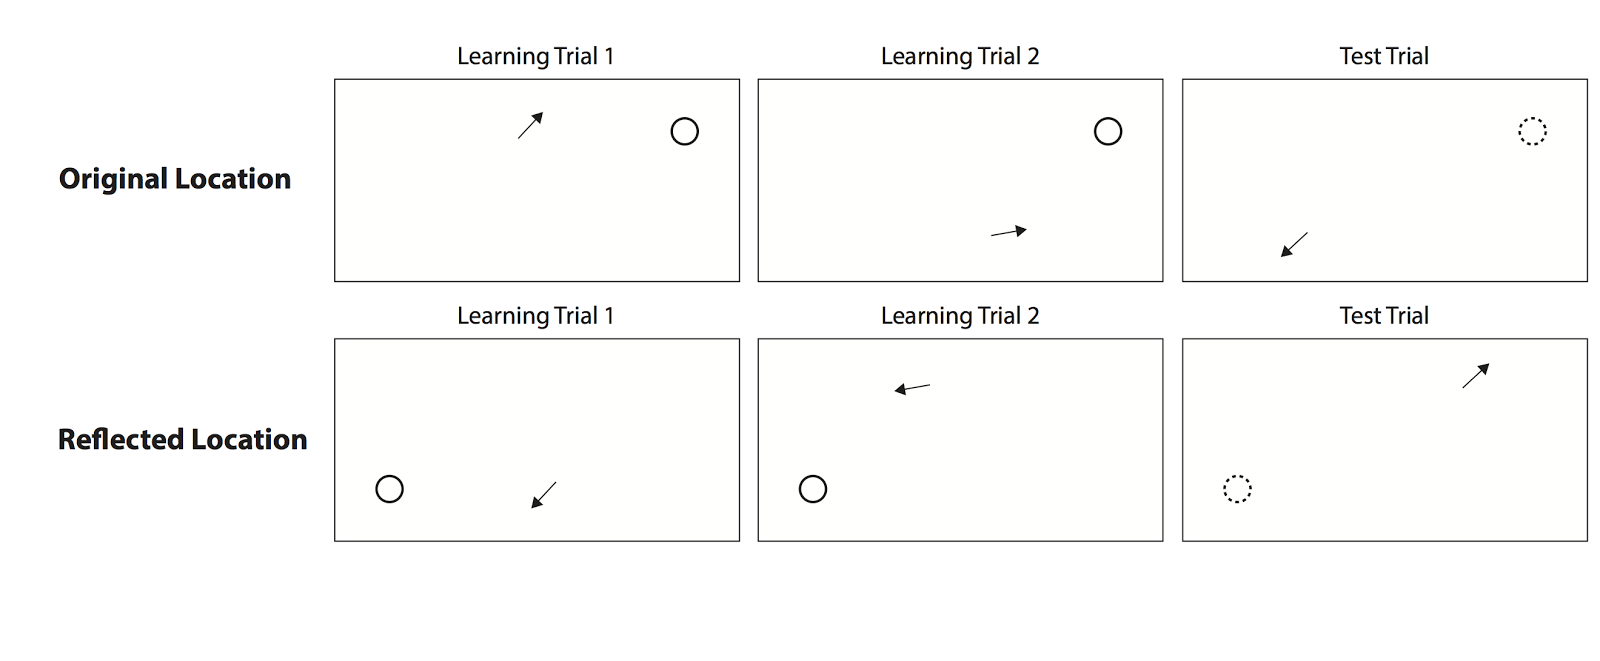 Learning Trial 1 Learning Trial 2 Test Trial
Original Location
Learning Trial 1 Learning Trial 2 Test Trial
Reflected Location